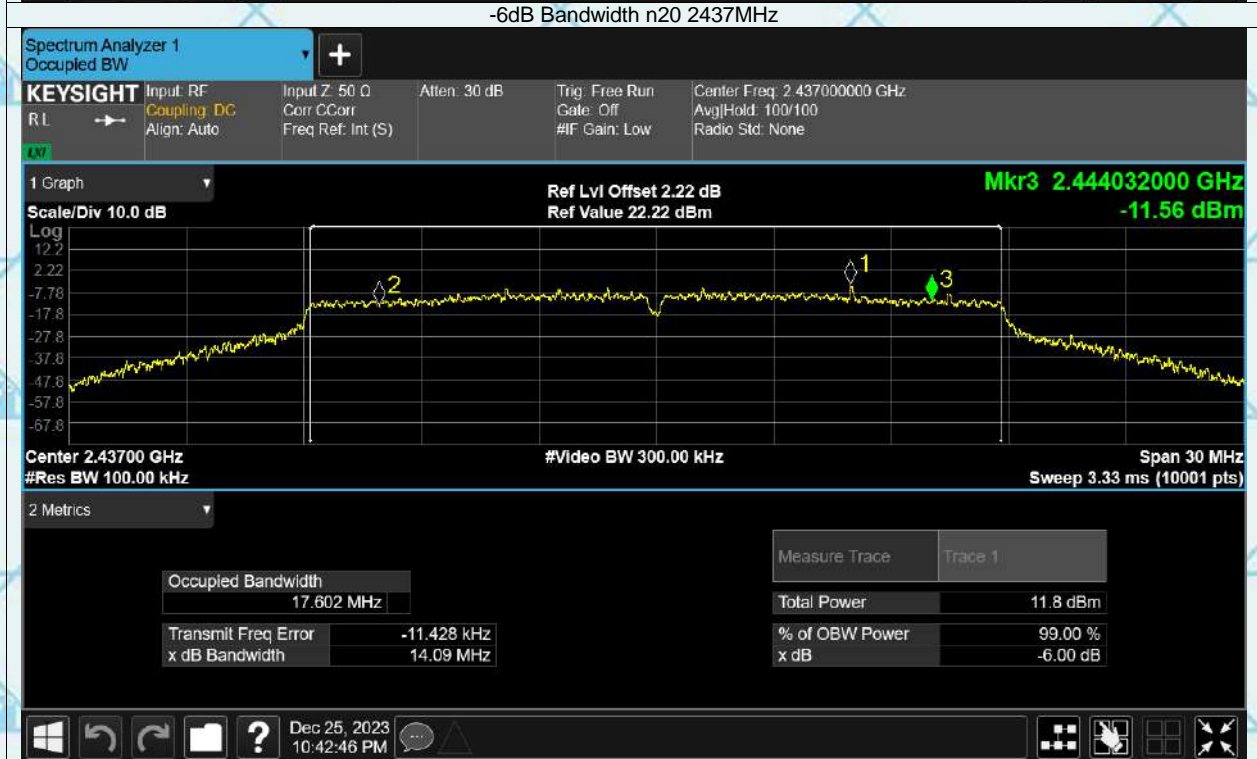 -6dB Bandwidth n20 2437MHz
Spectrum Analyzer 1
Occupied BW
+
KEYSIGHT
RL
LXI
Input: RF
Coupling: DC
Align: Auto
Input Z: 50 Ω
Corr CCorr
Freq Ref: Int (S)
Atten: 30 dB
Trig: Free Run
Gate: Off
#IF Gain: Low
Center Freq: 2.437000000 GHz
Avg|Hold: 100/100
Radio Std: None
1 Graph
Scale/Div 10.0 dB
Ref Lvl Offset 2.22 dB
Ref Value 22.22 dBm
Mkr3 2.444032000 GHz
-11.56 dBm
Log
12.2
2.22
-7.78
-17.8
-27.8
-37.8
-47.8
-57.8
-67.8
2
1
3
Center 2.43700 GHz
#Res BW 100.00 kHz
#Video BW 300.00 kHz
Span 30 MHz
Sweep 3.33 ms (10001 pts)
2 Metrics
Measure Trace Trace 1
Occupied Bandwidth
17.602 MHz
Total Power 11.8 dBm
Transmit Freq Error -11.428 kHz
% of OBW Power 99.00 %
x dB Bandwidth 14.09 MHz
x dB -6.00 dB
?
Dec 25, 2023
10:42:46 PM